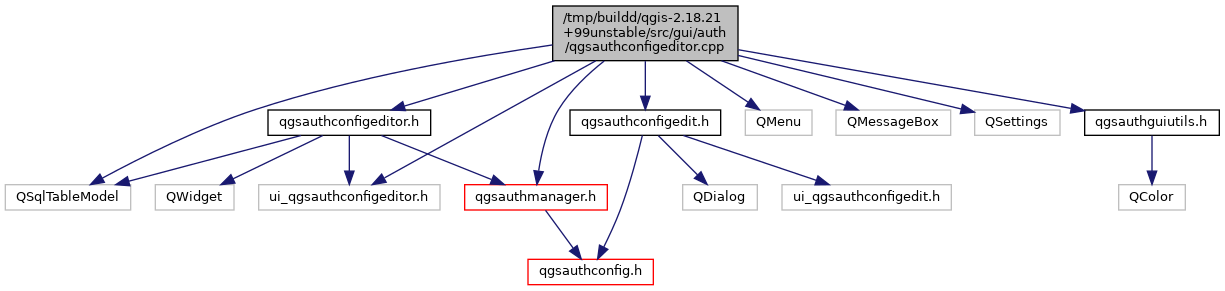 /tmp/buildd/qgis-2.18.21
+99unstable/src/gui/auth
/qgsauthconfigeditor.cpp
qgsauthconfigeditor.h
qgsauthconfigedit.h
QMenu
QMessageBox
QSettings
qgsauthguiutils.h
QSqlTableModel
QWidget
ui_qgsauthconfigeditor.h
qgsauthmanager.h
QDialog
ui_qgsauthconfigedit.h
QColor
qgsauthconfig.h